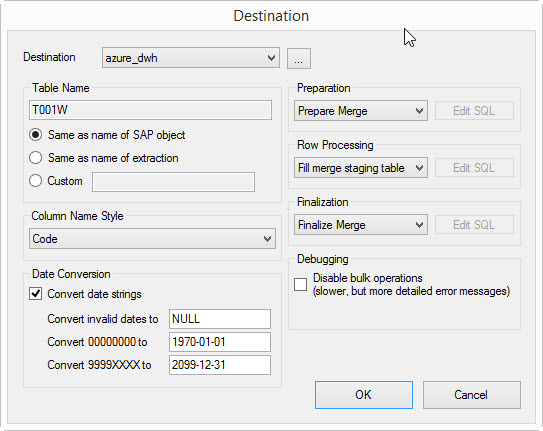 Destination
Destination
azure_dwh
...
Table Name
T001W
Same as name of SAP object
Same as name of extraction
Custom
Column Name Style
Code
Date Conversion
Convert date strings
Convert invalid dates to
NULL
Convert 00000000 to
1970-01-01
Convert 9999XXXX to
2099-12-31
Preparation
Prepare Merge
Edit SQL
Row Processing
Fill merge staging table
Edit SQL
Finalization
Finalize Merge
Edit SQL
Debugging
Disable bulk operations
(slower, but more detailed error messages)
OK
Cancel